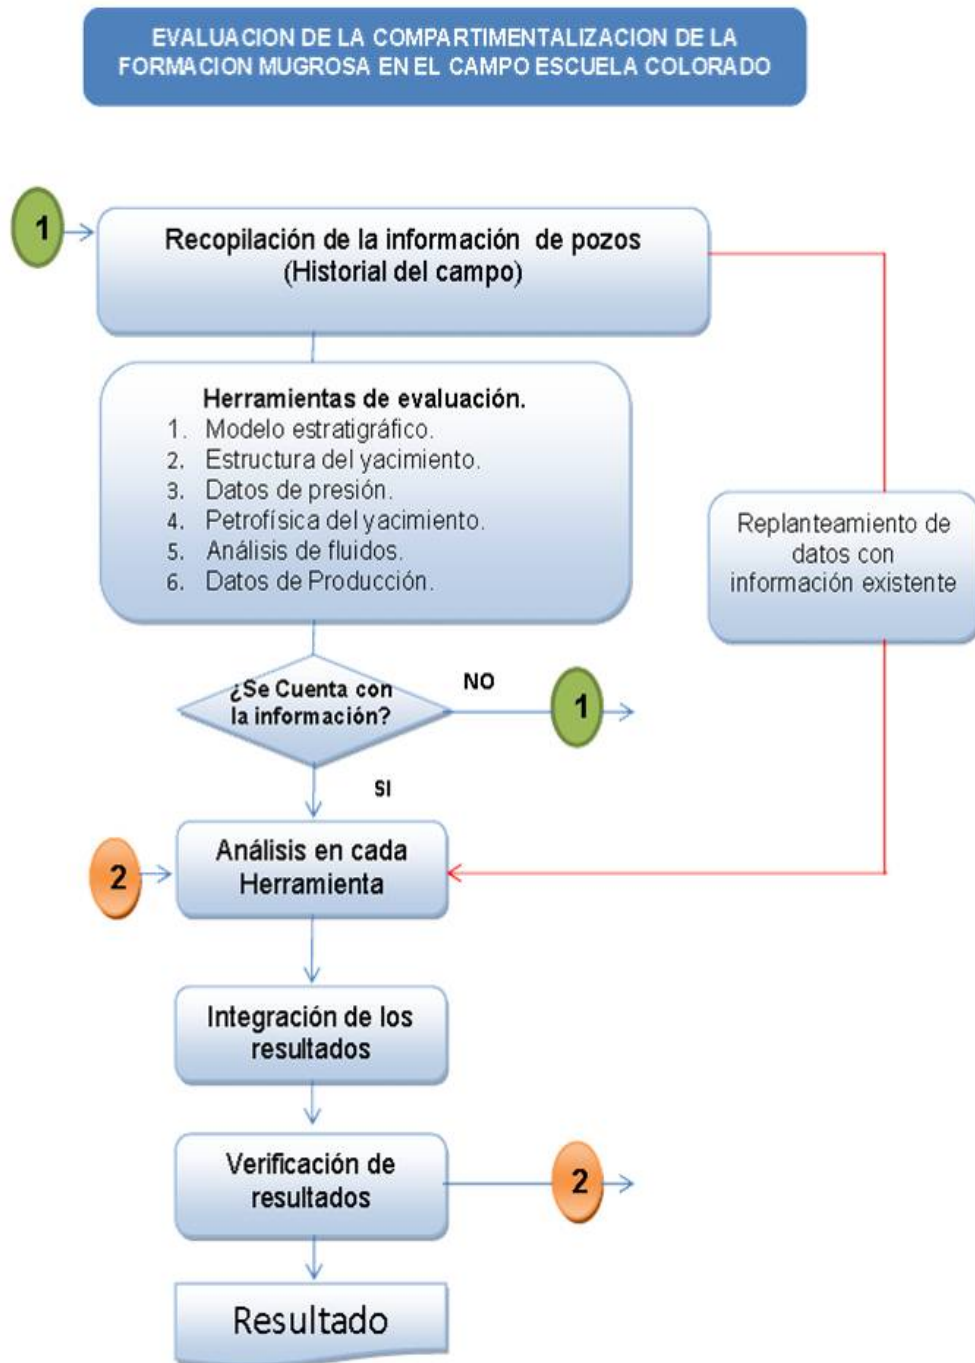 EVALUACION DE LA COMPARTIMENTALIZACION DE LA
FORMACION MUGROSA EN EL CAMPO ESCUELA COLORADO
1
Recopilación de la información de pozos
(Historial del campo)
Herramientas de evaluación.
1. Modelo estratigráfico.
2. Estructura del yacimiento.
3. Datos de presión.
4. Petrofísica del yacimiento.
5. Análisis de fluidos.
6. Datos de Producción.
Replanteamiento de
datos con
información existente
¿Se Cuenta con
la información?
NO
1
SI
2
Análisis en cada
Herramienta
Integración de los
resultados
Verificación de
resultados
2
Resultado